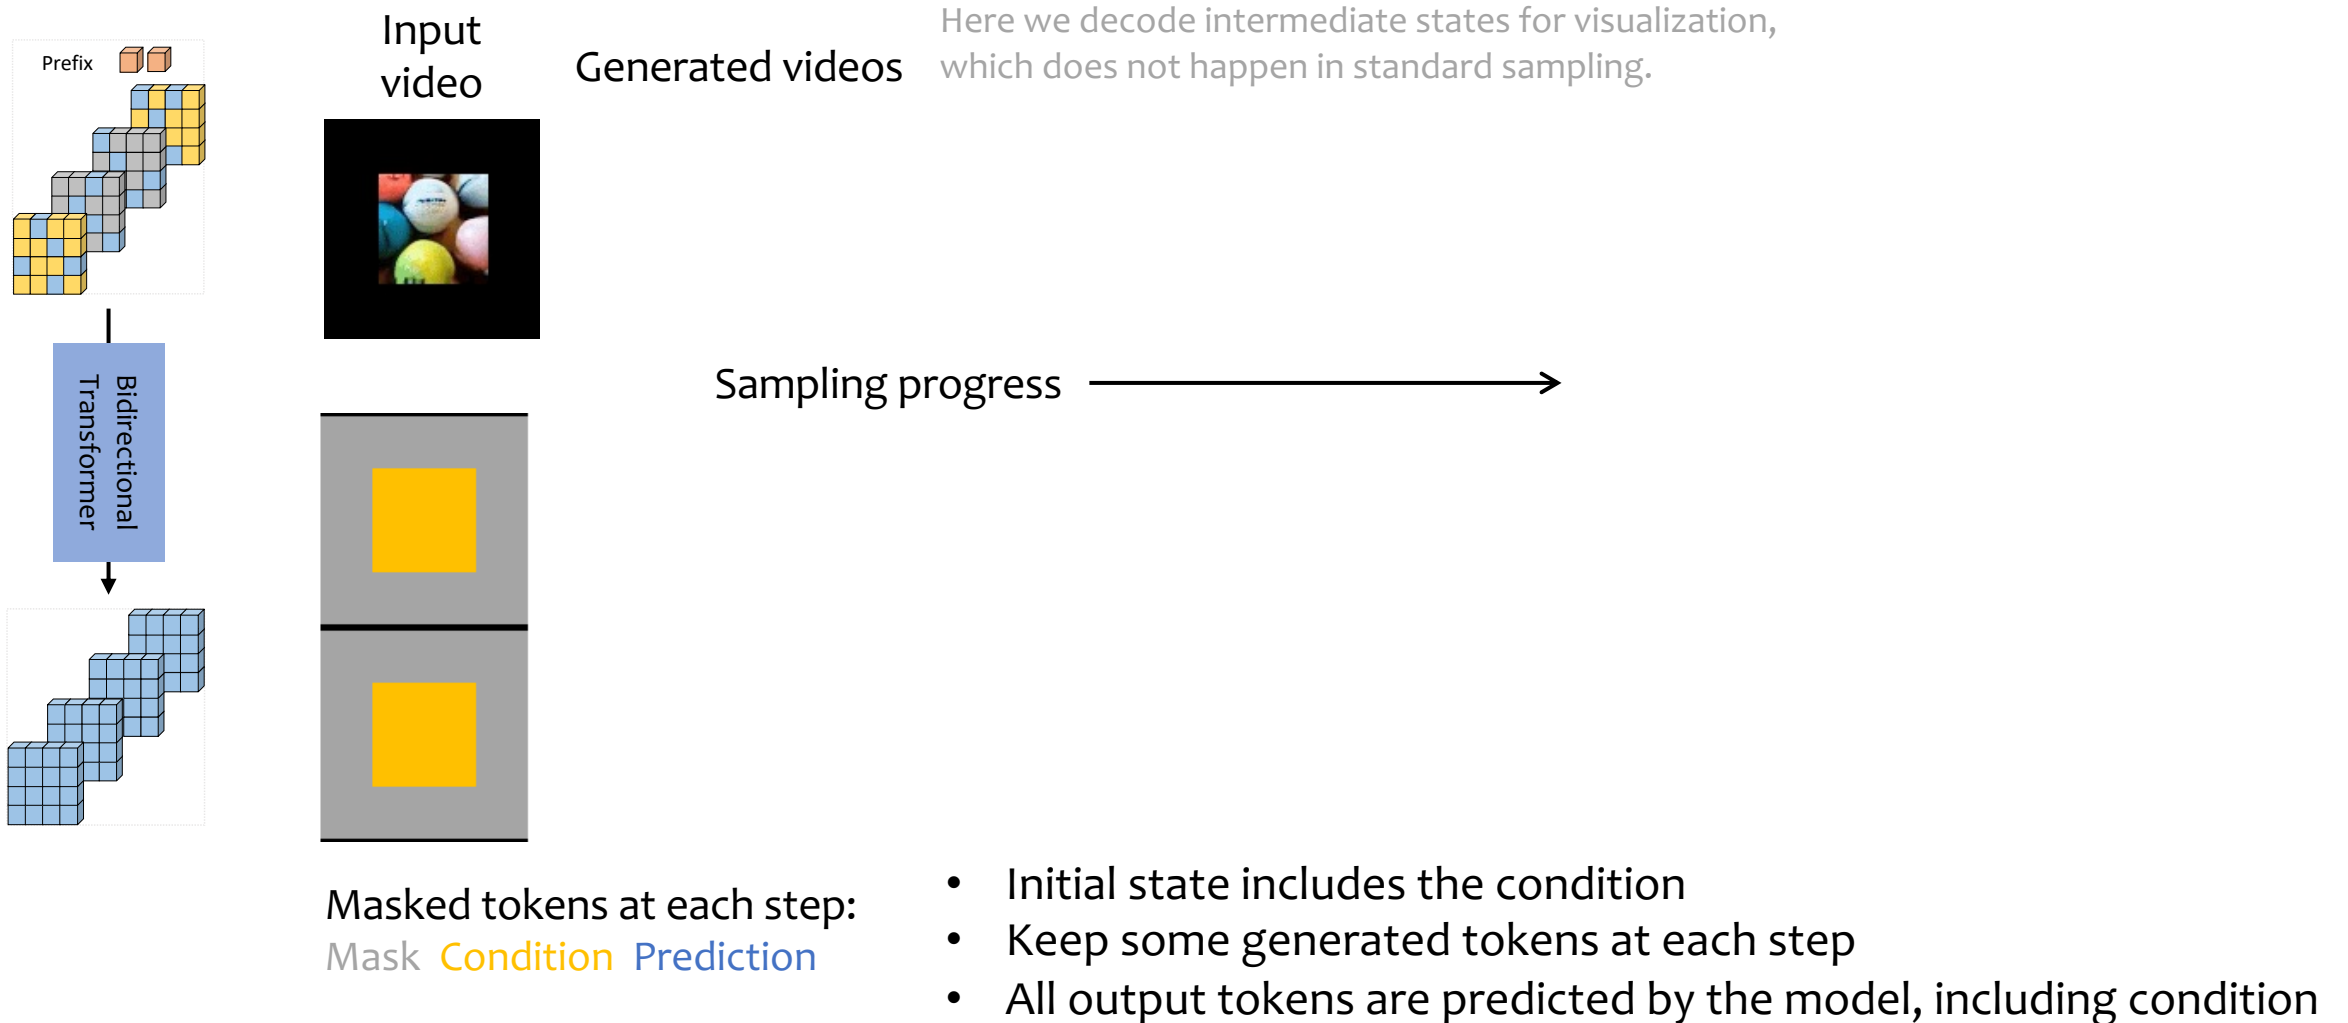 Prefix
Input
video
Generated videos
Here we decode intermediate states for visualization,
which does not happen in standard sampling.
Bidirectional
Transformer
Sampling progress
Masked tokens at each step:
Mask Condition Prediction
• Initial state includes the condition
• Keep some generated tokens at each step
• All output tokens are predicted by the model, including condition